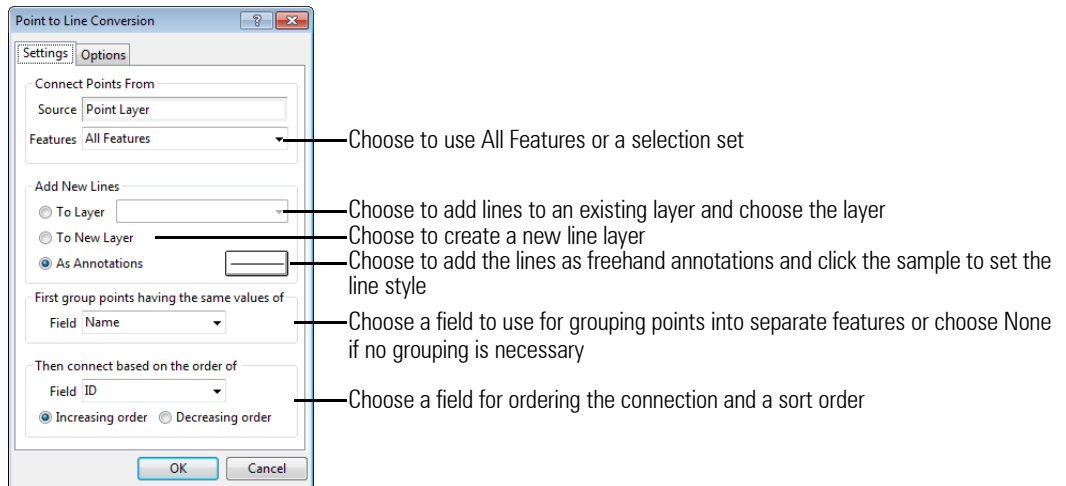 Point to Line Conversion
Settings Options
Connect Points From
Source Point Layer
Features All Features
Choose to use All Features or a selection set
Add New Lines
To Layer
Choose to add lines to an existing layer and choose the layer
To New Layer
Choose to create a new line layer
As Annotations
Choose to add the lines as freehand annotations and click the sample to set the
line style
First group points having the same values of
Field Name
Choose a field to use for grouping points into separate features or choose None
if no grouping is necessary
Then connect based on the order of
Field ID
Choose a field for ordering the connection and a sort order
Increasing order Decreasing order
OK Cancel